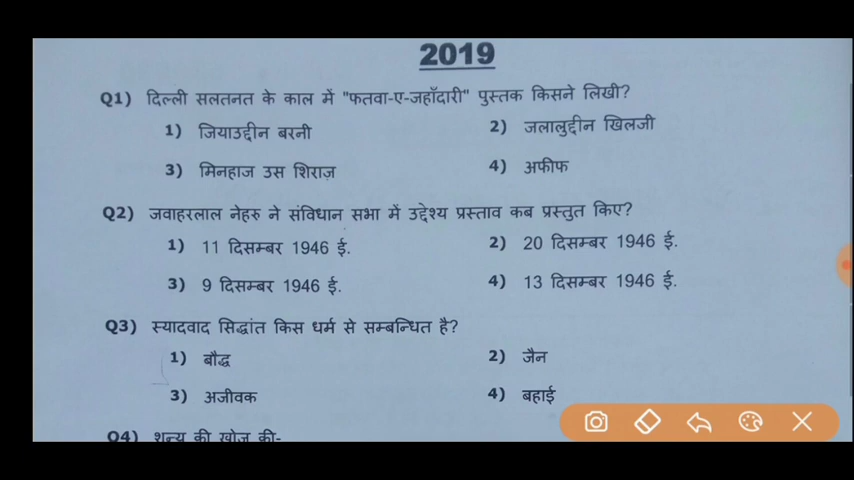 2019
Q1) दिल्ली सलतनत के काल में "फतवा-ए-जहाँदारी" पुस्तक किसने लिखी?
1) जियाउद्दीन बरनी 2) जलालुद्दीन खिलजी
3) मिनहाज उस शिराज़ 4) अफीफ
Q2) जवाहरलाल नेहरु ने संविधान सभा में उद्देश्य प्रस्ताव कब प्रस्तुत किए?
1) 11 दिसम्बर 1946 ई. 2) 20 दिसम्बर 1946 ई.
3) 9 दिसम्बर 1946 ई. 4) 13 दिसम्बर 1946 ई.
Q3) स्यादवाद सिद्धांत किस धर्म से सम्बन्धित है?
1) बौद्ध 2) जैन
3) अजीवक 4) बहाई
Q4) शून्य की खोज की-